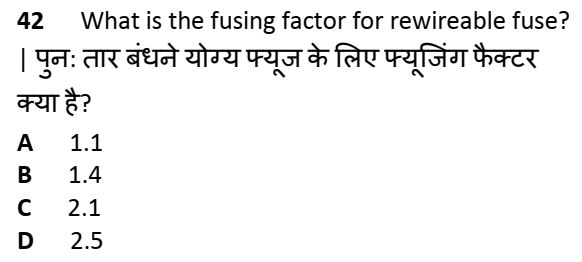 42 What is the fusing factor for rewireable fuse?
| पुन: तार बंधने योग्य फ्यूज के लिए फ्यूजिंग फैक्टर
क्या है?
A 1.1
B 1.4
C 2.1
D 2.5